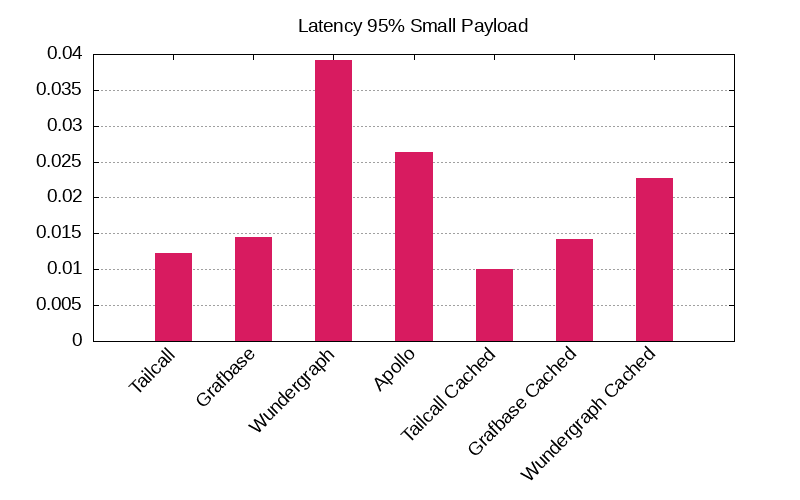 Latency 95% Small Payload
0.04
0.035
0.03
0.025
0.02
0.015
0.01
0.005
0
Tailcall
Grafbase
Wundergraph
Apollo
Tailcall Cached
Grafbase Cached
Wundergraph Cached